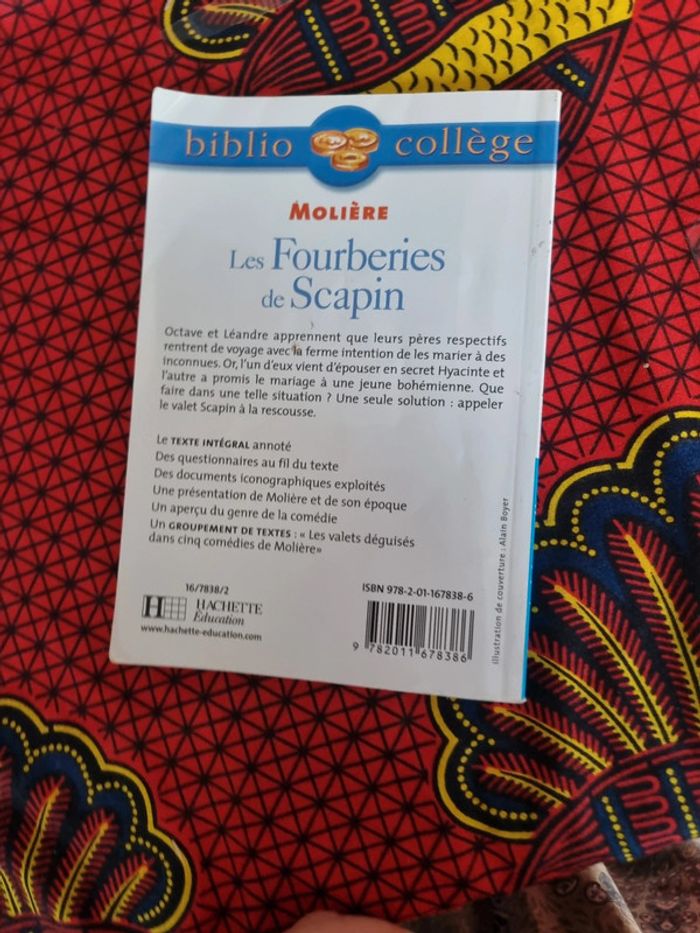 biblio collège
MOLIÈRE
Les Fourberies
de Scapin
Octave et Léandre apprennent que leurs pères respectifs
rentrent de voyage avec la ferme intention de les marier à des
inconnues. Or, l'un d'eux vient d'épouser en secret Hyacinte et
l'autre a promis le mariage à une jeune bohémienne. Que
faire dans une telle situation ? Une seule solution : appeler
le valet Scapin à la rescousse.
Le TEXTE INTÉGRAL annoté
Des questionnaires au fil du texte
Des documents iconographiques exploités
Une présentation de Molière et de son époque
Un aperçu du genre de la comédie
Un GROUPEMENT DE TEXTES : « Les valets déguisés
dans cinq comédies de Molière»
16/7838/2
H HACHETTE
Éducation
www.hachette-education.com
ISBN 978-2-01-167838-6
9 782011 678386
Illustration de couverture : Alain Boyer